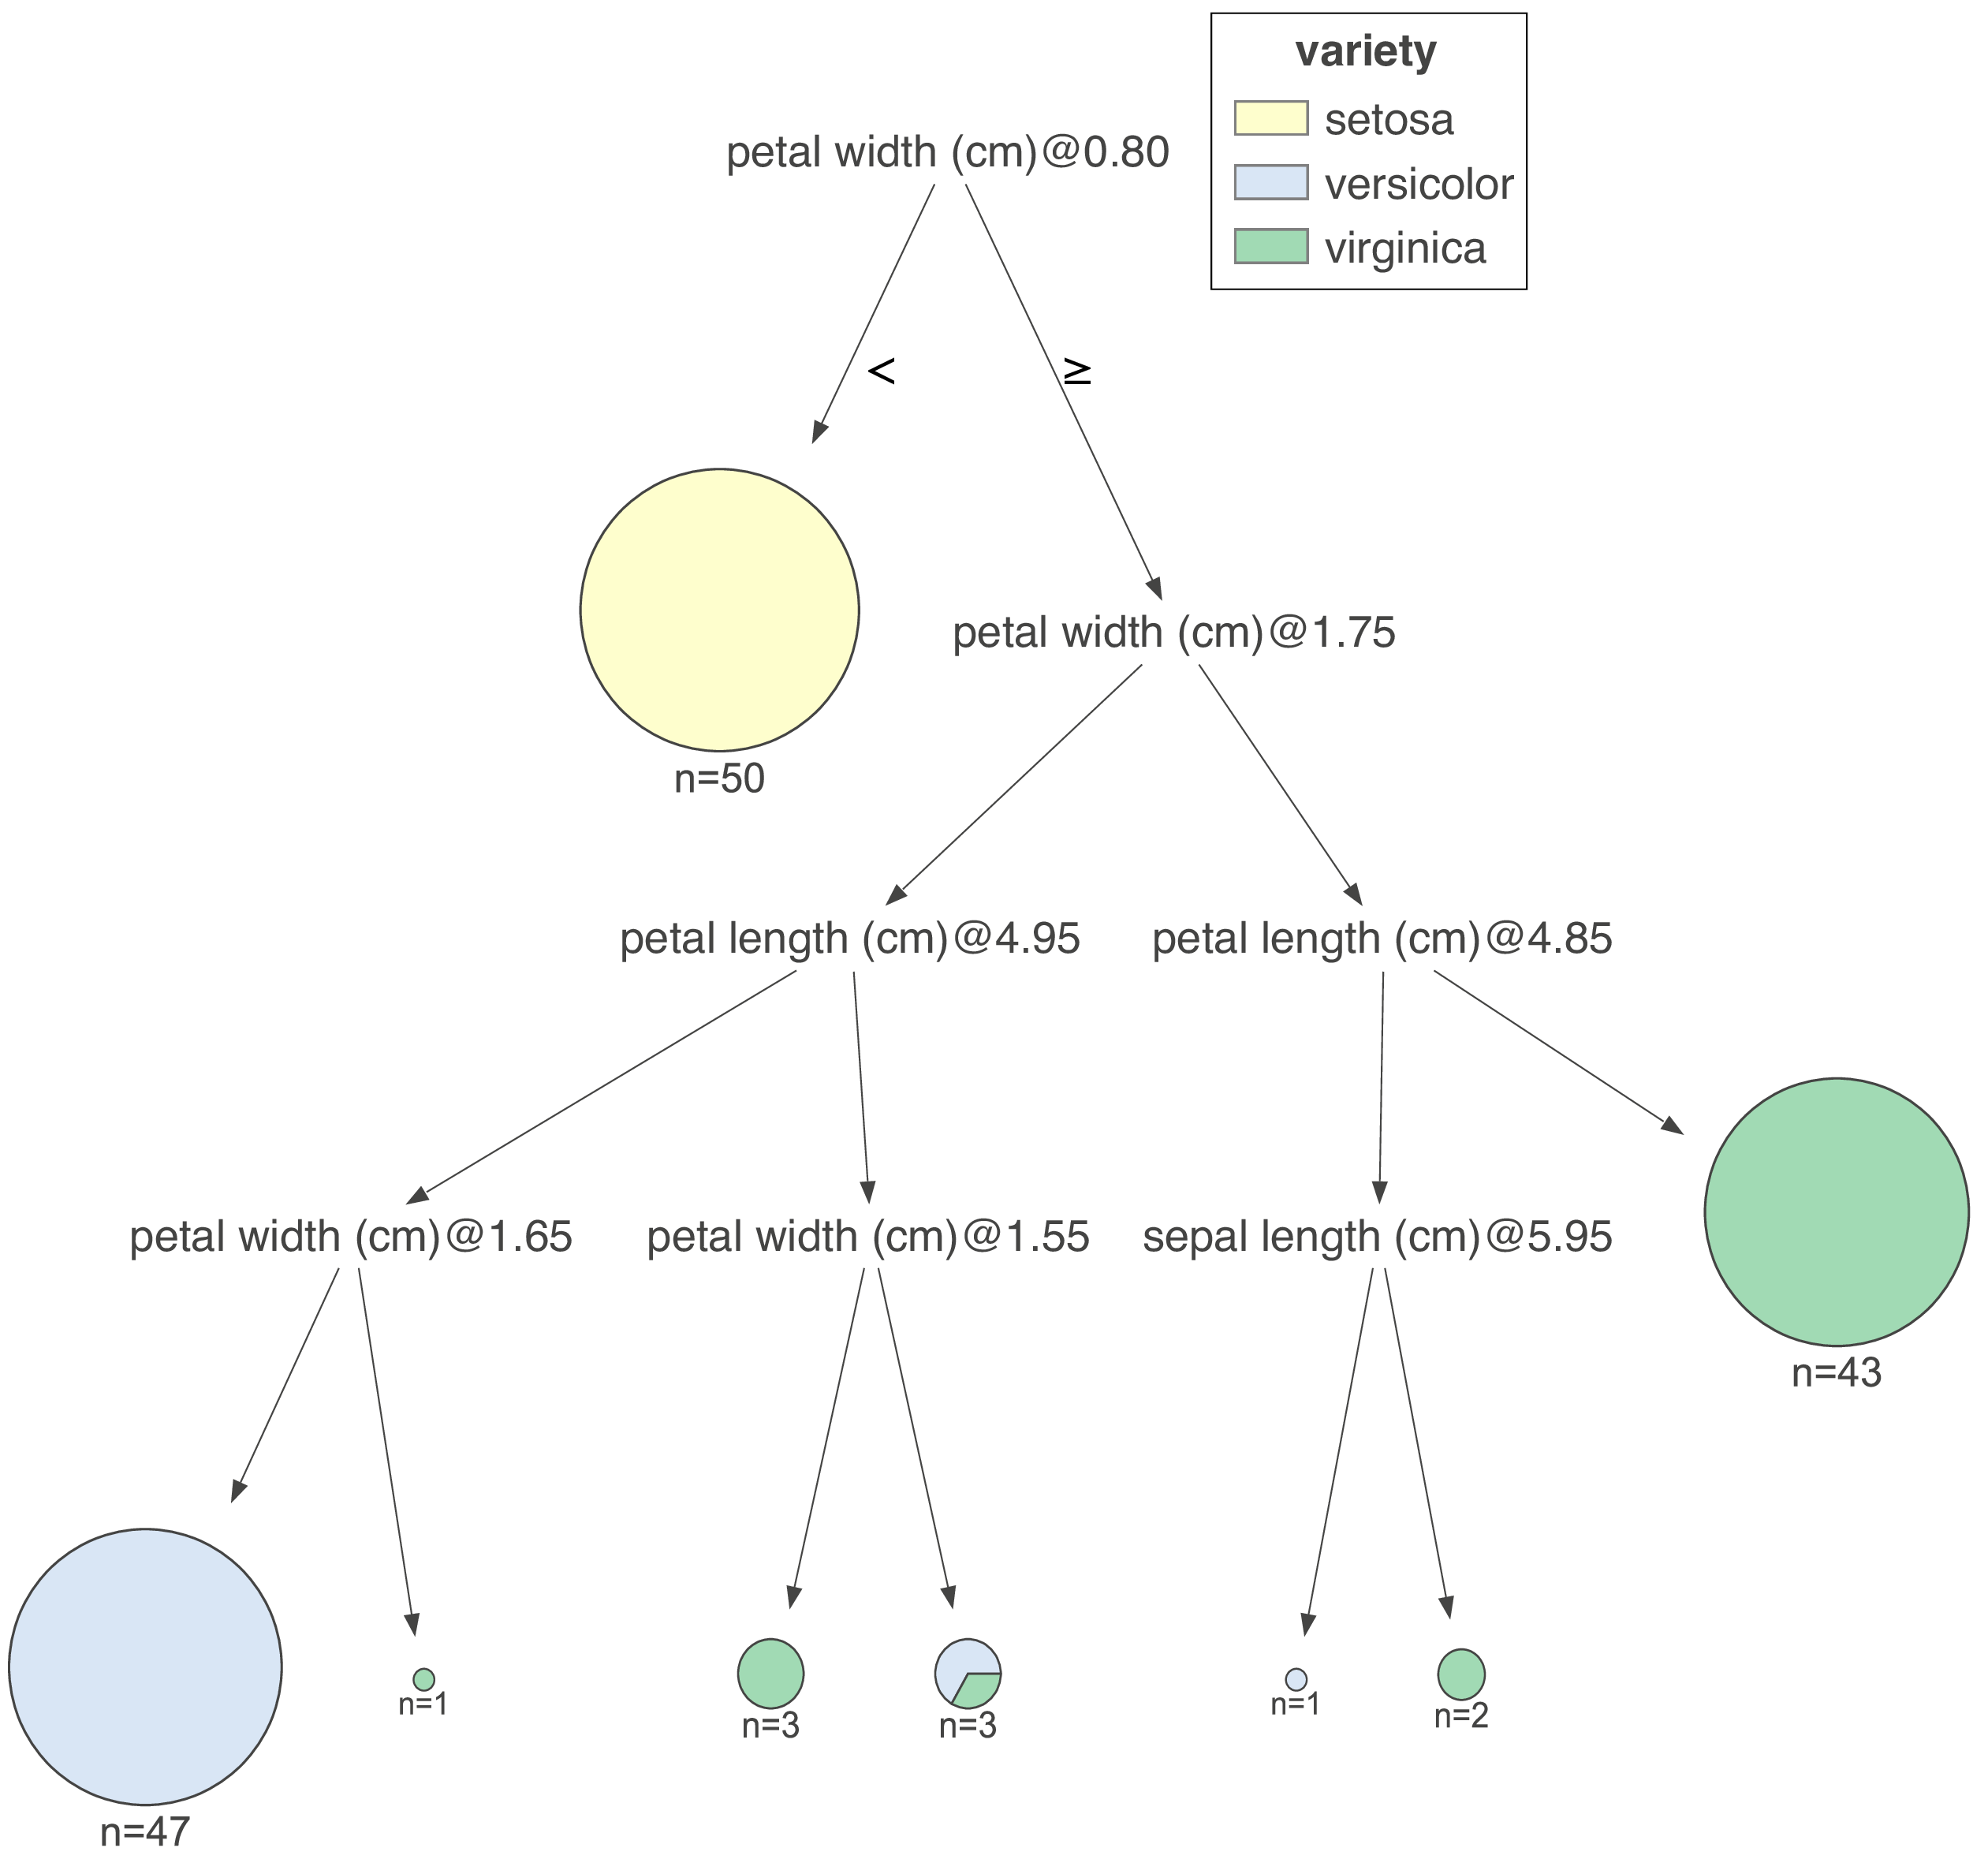 variety
setosa
versicolor
virginica
petal width (cm)@0.80
<
≥
n=50
petal width (cm)@1.75
petal length (cm)@4.95
petal length (cm)@4.85
petal width (cm)@1.65
petal width (cm)@1.55
sepal length (cm)@5.95
n=43
n=47
n=1
n=3
n=3
n=1
n=2